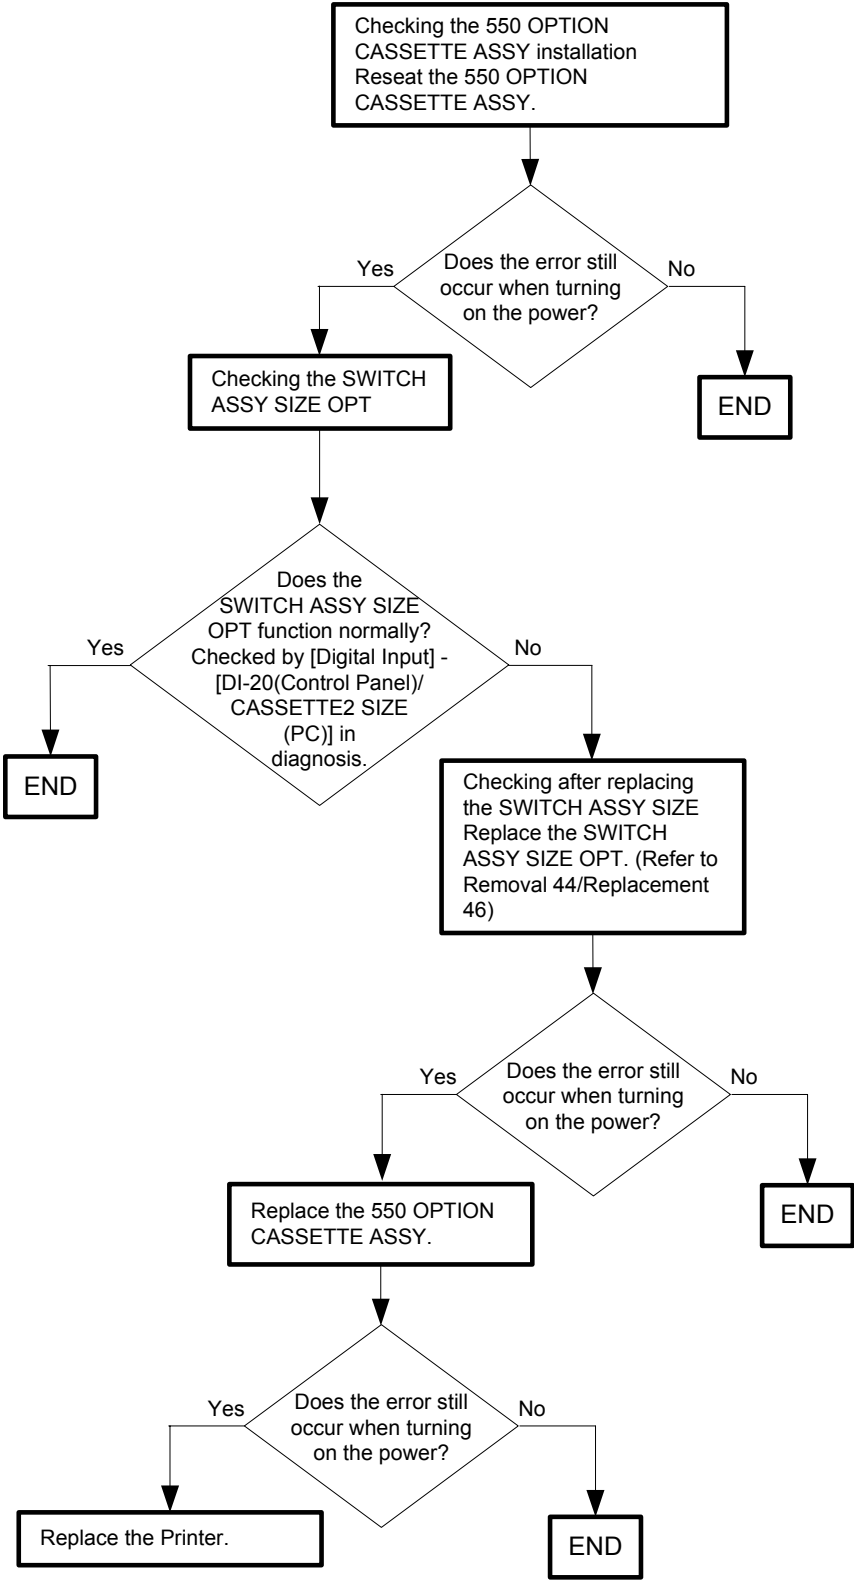 Checking the 550 OPTION
CASSETTE ASSY installation
Reseat the 550 OPTION
CASSETTE ASSY.
Does the error still
occur when turning
on the power?
Yes
No
Checking the SWITCH
ASSY SIZE OPT
END
Does the
SWITCH ASSY SIZE
OPT function normally?
Checked by [Digital Input] -
[DI-20(Control Panel)/
CASSETTE2 SIZE
(PC)] in
diagnosis.
Yes
No
END
Checking after replacing
the SWITCH ASSY SIZE
Replace the SWITCH
ASSY SIZE OPT. (Refer to
Removal 44/Replacement
46)
Does the error still
occur when turning
on the power?
Yes
No
Replace the 550 OPTION
CASSETTE ASSY.
END
Does the error still
occur when turning
on the power?
Yes
No
Replace the Printer.
END